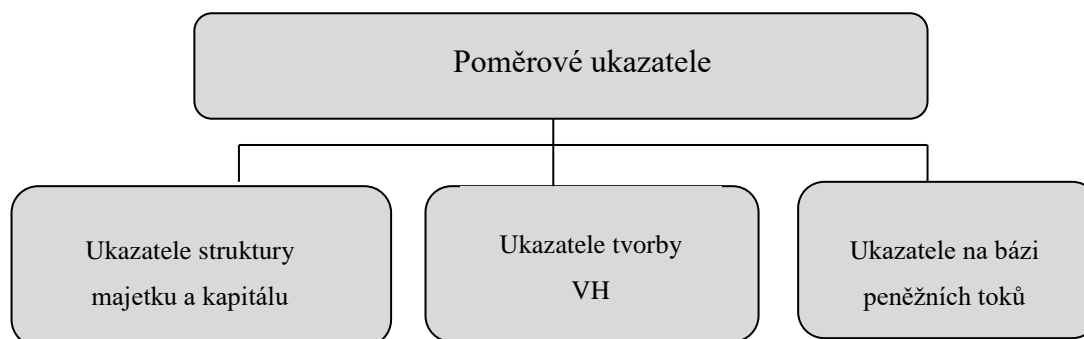 Poměrové ukazatele
Ukazatele struktury
majetku a kapitálu
Ukazatele tvorby
VH
Ukazatele na bázi
peněžních toků